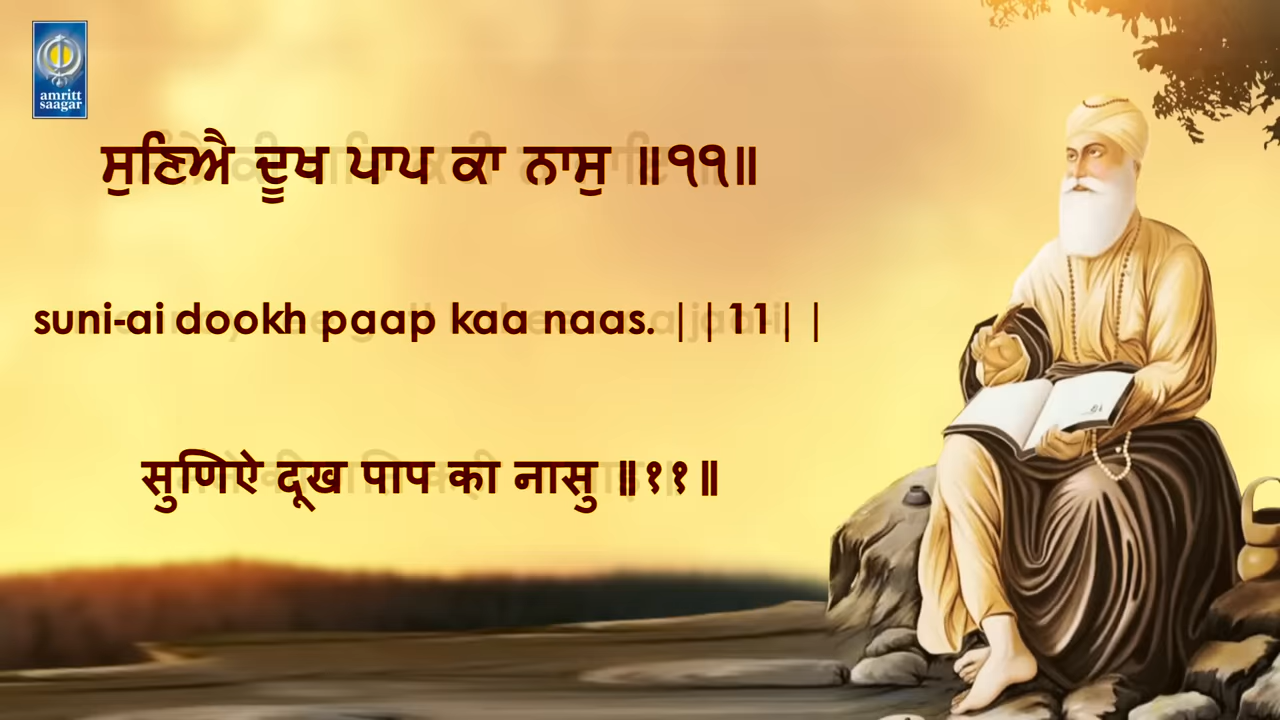 amritt
saagar
ਸੁਣਿਐ ਦੂਖ ਪਾਪ ਕਾ ਨਾਸੁ ॥੧੧॥
suni-ai dookh paap kaa naas. ||11||
सुणिऐ दूख पाप का नासु ॥११॥